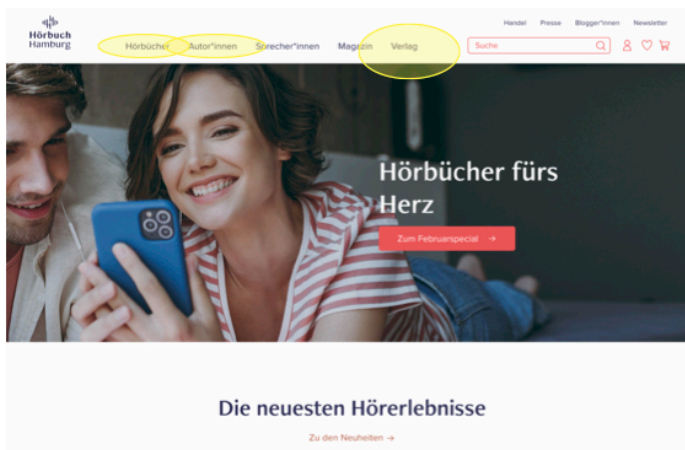 Handel Presse Blogger*innen Newsletter
Hörbuch
Hamburg
Hörbücher Autor*innen Sprecher*innen Magazin Verlag
Suche
Hörbücher fürs
Herz
Zum Februarspecial →
Die neuesten Hörerlebnisse
Zu den Neuheiten →